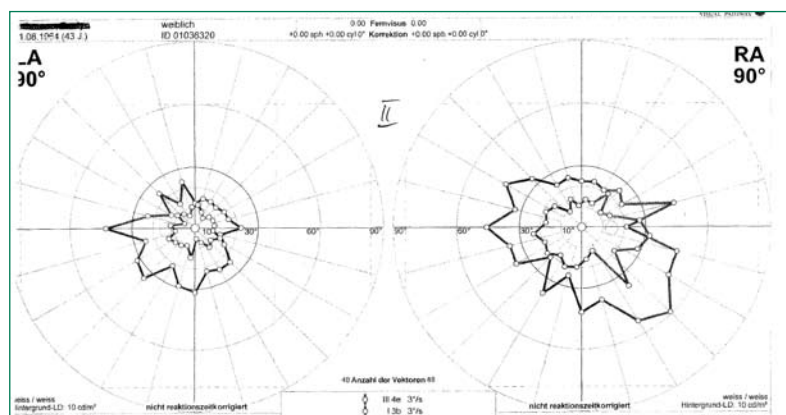 weiblich
0.00 Fernvisus 0.00
1.08.1964 (43 J.)
ID 01038320
+0.00 sph +0.00 cyl 0° Korrektion +0.00 sph +0.00 cyl 0°
LA
90°
RA
90°
II
10°
30°
60°
90°
90°
60°
30°
10°
40 Anzahl der Vektoren
weiss / weiss
Hintergrund-LD: 10 cd/m²
nicht reaktionszeitkorrigiert
III 4e 3°/s
I 3b 3°/s
nicht reaktionszeitkorrigiert
weiss / weiss
Hintergrund-LD: 10 cd/m²